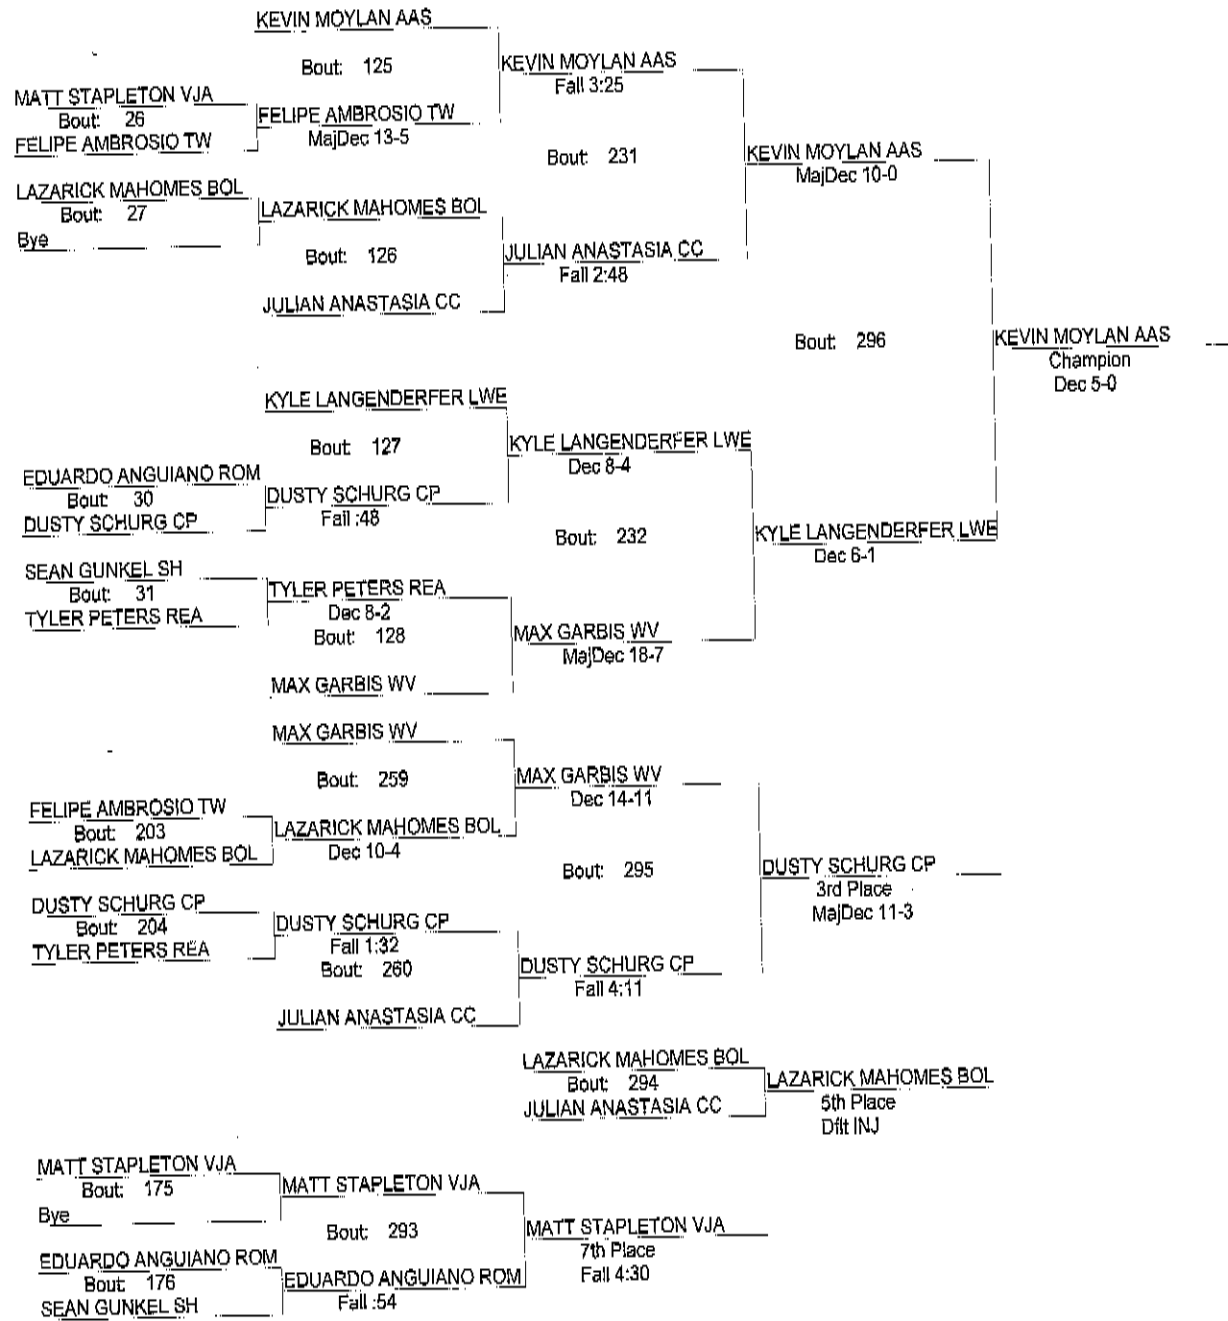 KEVIN MOYLAN AAS
Bout: 125
KEVIN MOYLAN AAS
Fall 3:25
MATT STAPLETON VJA
Bout: 26
FELIPE AMBROSIO TW
FELIPE AMBROSIO TW
MajDec 13-5
Bout: 231
KEVIN MOYLAN AAS
MajDec 10-0
LAZARICK MAHOMES BOL
Bout: 27
Bye
LAZARICK MAHOMES BOL
Bout: 126
JULIAN ANASTASIA CC
Fall 2:48
JULIAN ANASTASIA CC
Bout: 296
KEVIN MOYLAN AAS
Champion
Dec 5-0
KYLE LANGENDERFER LWE
Bout: 127
KYLE LANGENDERFER LWE
Dec 8-4
EDUARDO ANGUIANO ROM
Bout: 30
DUSTY SCHURG CP
DUSTY SCHURG CP
Fall :48
Bout: 232
KYLE LANGENDERFER LWE
Dec 6-1
SEAN GUNKEL SH
Bout: 31
TYLER PETERS REA
TYLER PETERS REA
Dec 8-2
Bout: 128
MAX GARBIS WV
MajDec 18-7
MAX GARBIS WV
MAX GARBIS WV
Bout: 259
MAX GARBIS WV
Dec 14-11
FELIPE AMBROSIO TW
Bout: 203
LAZARICK MAHOMES BOL
LAZARICK MAHOMES BOL
Dec 10-4
Bout: 295
DUSTY SCHURG CP
3rd Place
MajDec 11-3
DUSTY SCHURG CP
Bout: 204
TYLER PETERS REA
DUSTY SCHURG CP
Fall 1:32
Bout: 260
DUSTY SCHURG CP
Fall 4:11
JULIAN ANASTASIA CC
LAZARICK MAHOMES BOL
Bout: 294
JULIAN ANASTASIA CC
LAZARICK MAHOMES BOL
5th Place
Dflt INJ
MATT STAPLETON VJA
Bout: 175
Bye
MATT STAPLETON VJA
Bout: 293
MATT STAPLETON VJA
7th Place
Fall 4:30
EDUARDO ANGUIANO ROM
Bout: 176
SEAN GUNKEL SH
EDUARDO ANGUIANO ROM
Fall :54